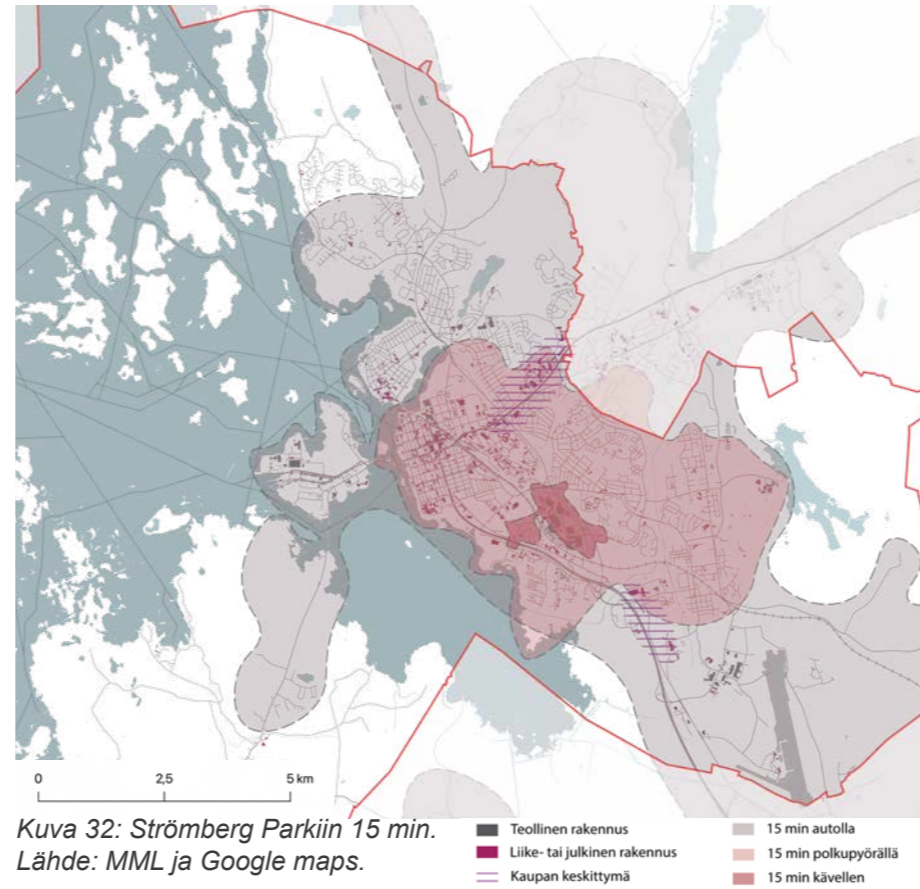 0 2,5 5 km
Kuva 32: Strömberg Parkiin 15 min.
Lähde: MML ja Google maps.
Teollinen rakennus
Liike- tai julkinen rakennus
Kaupan keskittymä
15 min autolla
15 min polkupyörällä
15 min kävellen